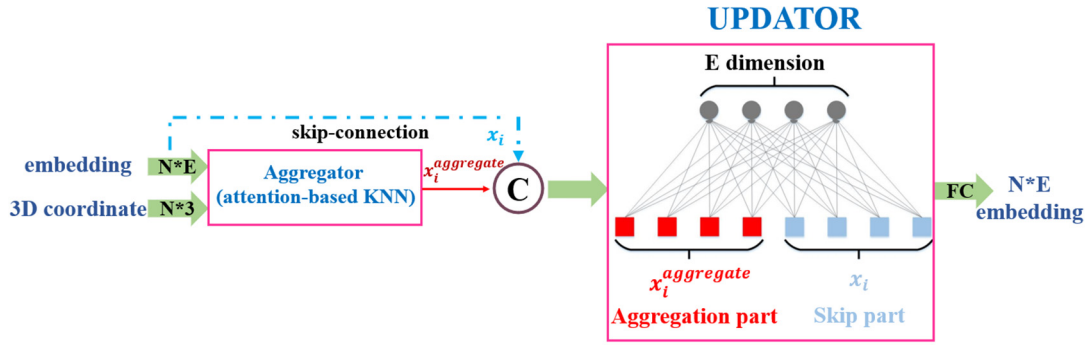 UPDATOR
E dimension
skip-connection
x_i
embedding
N*E
Aggregator
(attention-based KNN)
x_i^aggregate
C
3D coordinate
N*3
FC
N*E
embedding
x_i^aggregate
x_i
Aggregation part
Skip part